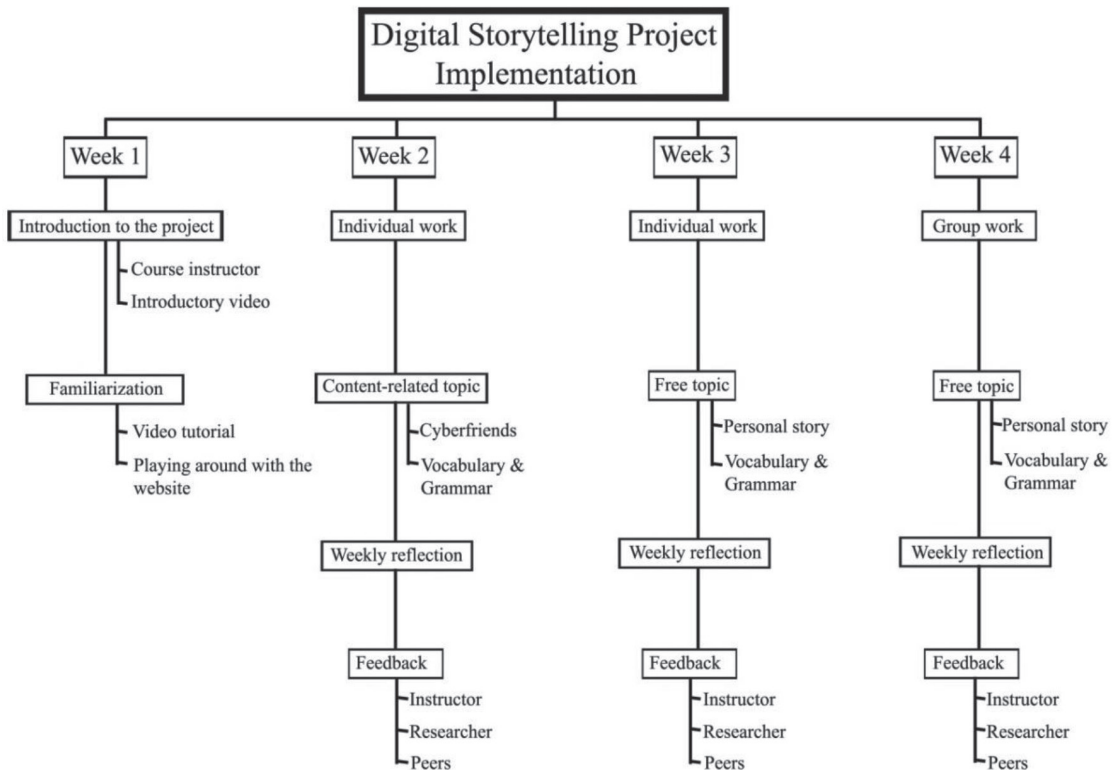 Digital Storytelling Project
Implementation
Week 1
Introduction to the project
Course instructor
Introductory video
Familiarization
Video tutorial
Playing around with the
website
Week 2
Individual work
Content-related topic
Cyberfriends
Vocabulary &
Grammar
Weekly reflection
Feedback
Instructor
Researcher
Peers
Week 3
Individual work
Free topic
Personal story
Vocabulary &
Grammar
Weekly reflection
Feedback
Instructor
Researcher
Peers
Week 4
Group work
Free topic
Personal story
Vocabulary &
Grammar
Weekly reflection
Feedback
Instructor
Researcher
Peers